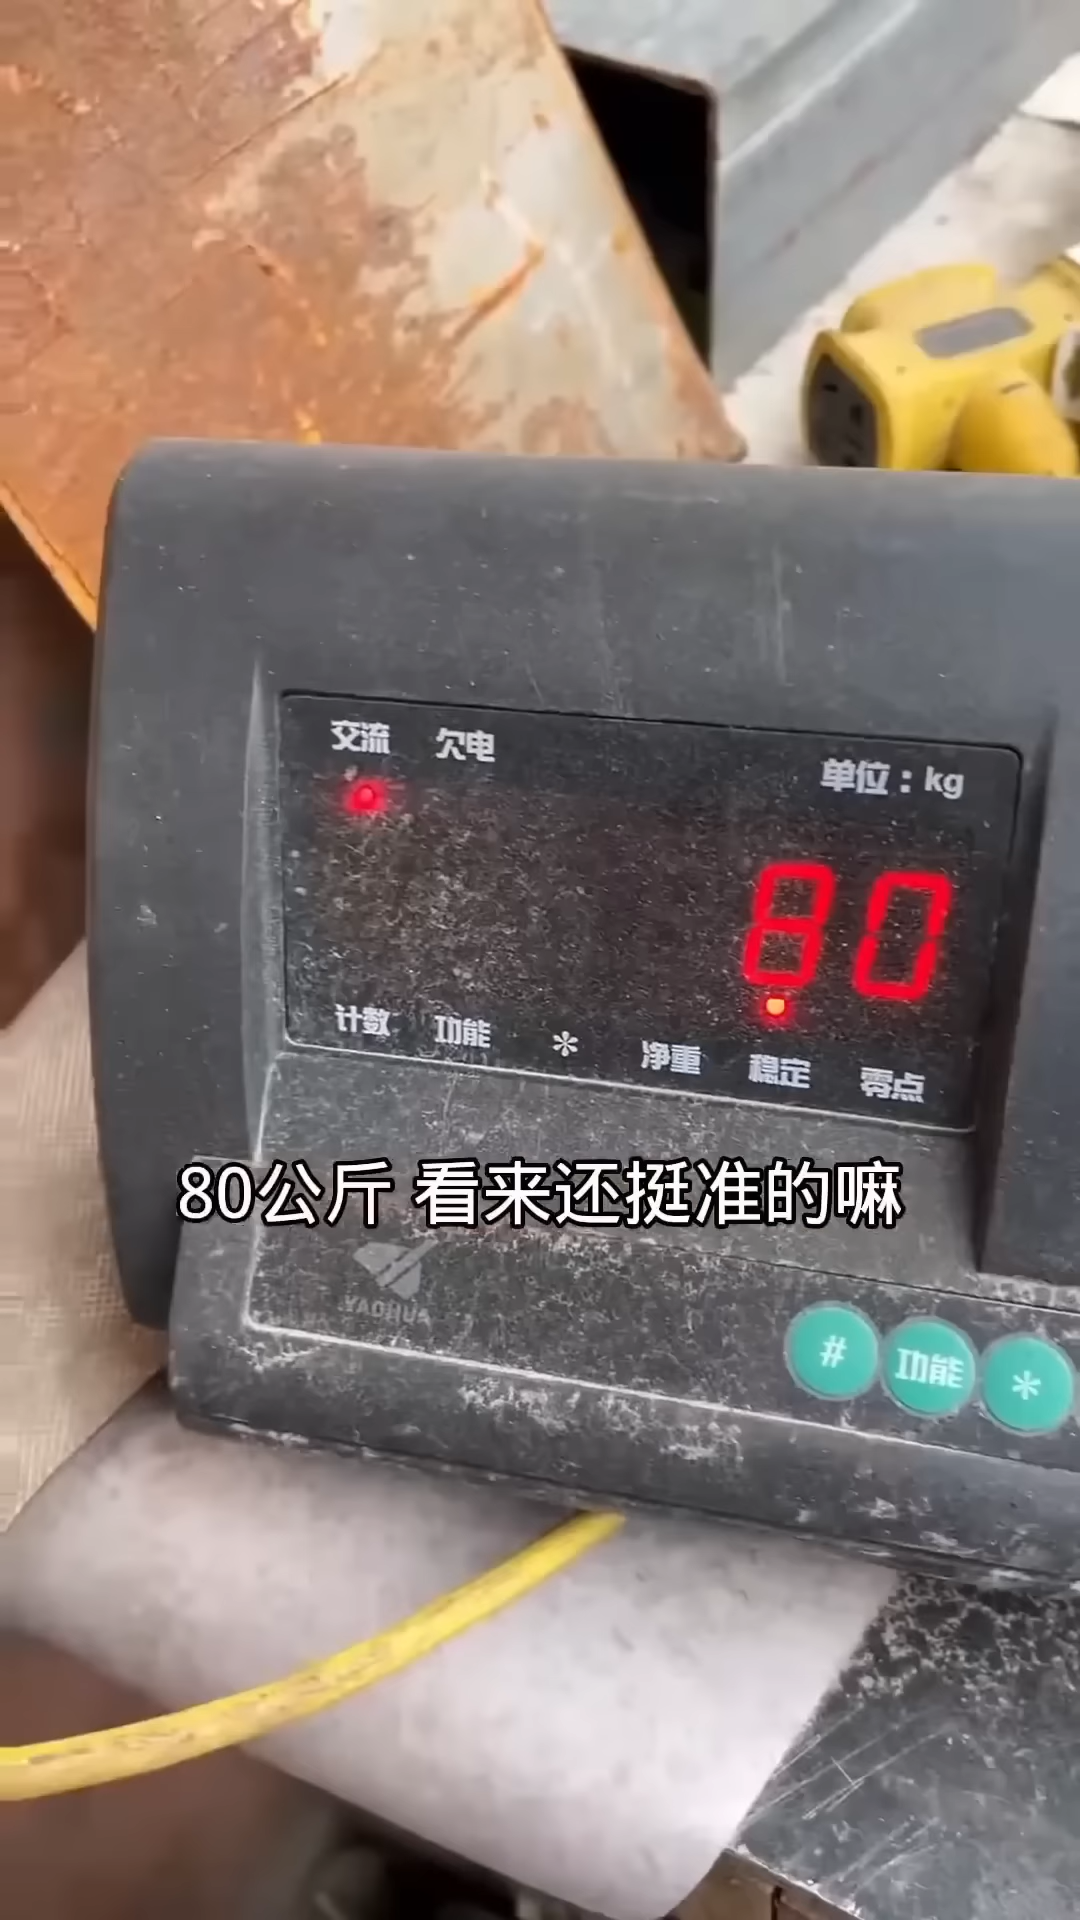 交流 欠电
单位：kg
80
计数 功能 * 净重 稳定 零点
80公斤 看来还挺准的嘛
YAOHUA
# 功能 *